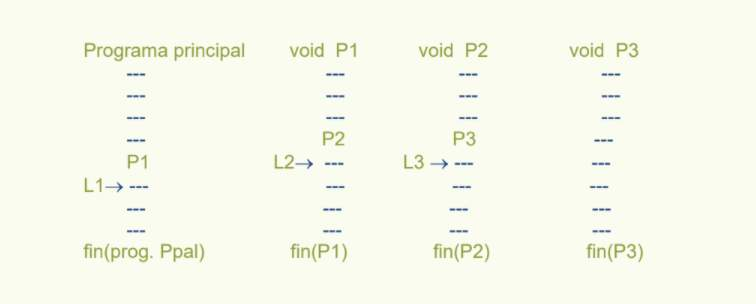 Programa principal void P1 void P2 void P3
--- --- --- ---
--- --- --- ---
--- --- --- ---
--- P2 P3 ---
P1 L2→ --- L3 → --- ---
L1→ --- --- --- ---
--- --- --- ---
--- --- --- ---
fin(prog. Ppal) fin(P1) fin(P2) fin(P3)